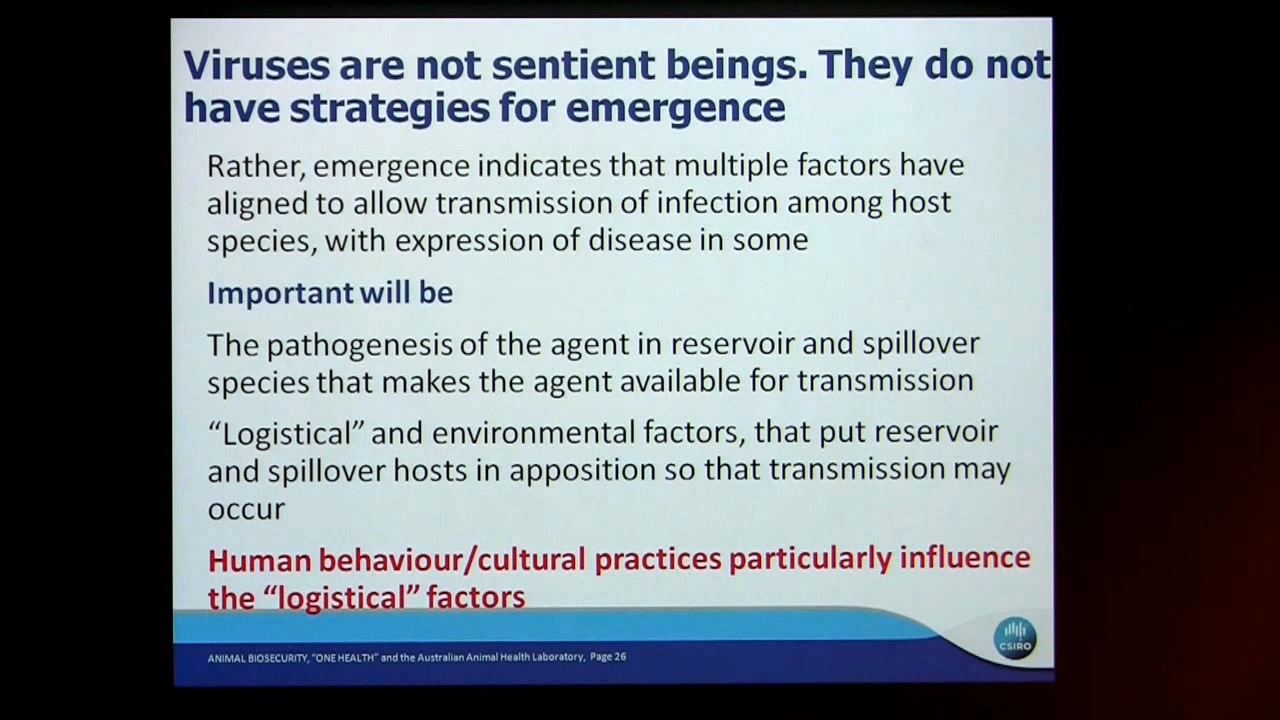 Viruses are not sentient beings. They do not
have strategies for emergence
Rather, emergence indicates that multiple factors have
aligned to allow transmission of infection among host
species, with expression of disease in some
Important will be
The pathogenesis of the agent in reservoir and spillover
species that makes the agent available for transmission
“Logistical” and environmental factors, that put reservoir
and spillover hosts in apposition so that transmission may
occur
Human behaviour/cultural practices particularly influence
the “logistical” factors
CSIRO
ANIMAL BIOSECURITY, “ONE HEALTH” and the Australian Animal Health Laboratory, Page 26